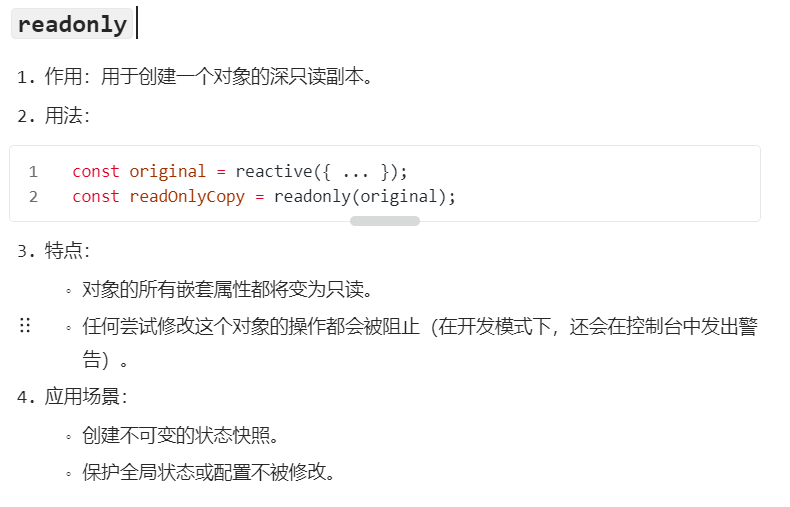 readonly
1. 作用：用于创建一个对象的深只读副本。
2. 用法：
1 const original = reactive({ ... });
2 const readOnlyCopy = readonly(original);
3. 特点：
◦ 对象的所有嵌套属性都将变为只读。
◦ 任何尝试修改这个对象的操作都会被阻止（在开发模式下，还会在控制台中发出警
告）。
4. 应用场景：
◦ 创建不可变的状态快照。
◦ 保护全局状态或配置不被修改。